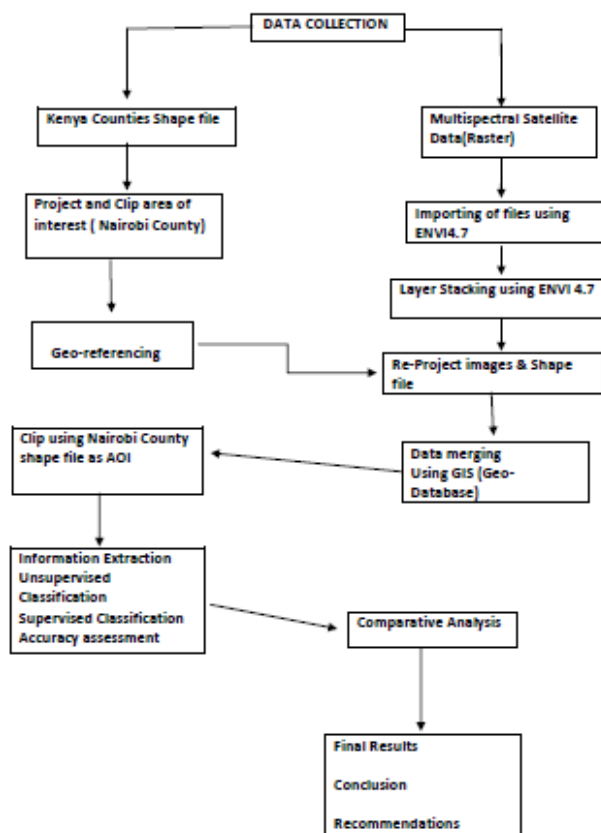 DATA COLLECTION
Kenya Counties Shape file
Multispectral Satellite
Data(Raster)
Project and Clip area of
interest ( Nairobi County)
Importing of files using
ENVI4.7
Layer Stacking using ENVI 4.7
Geo-referencing
Re-Project images & Shape
file
Clip using Nairobi County
shape file as AOI
Data merging
Using GIS (Geo-
Database)
Information Extraction
Unsupervised
Classification
Supervised Classification
Accuracy assessment
Comparative Analysis
Final Results
Conclusion
Recommendations